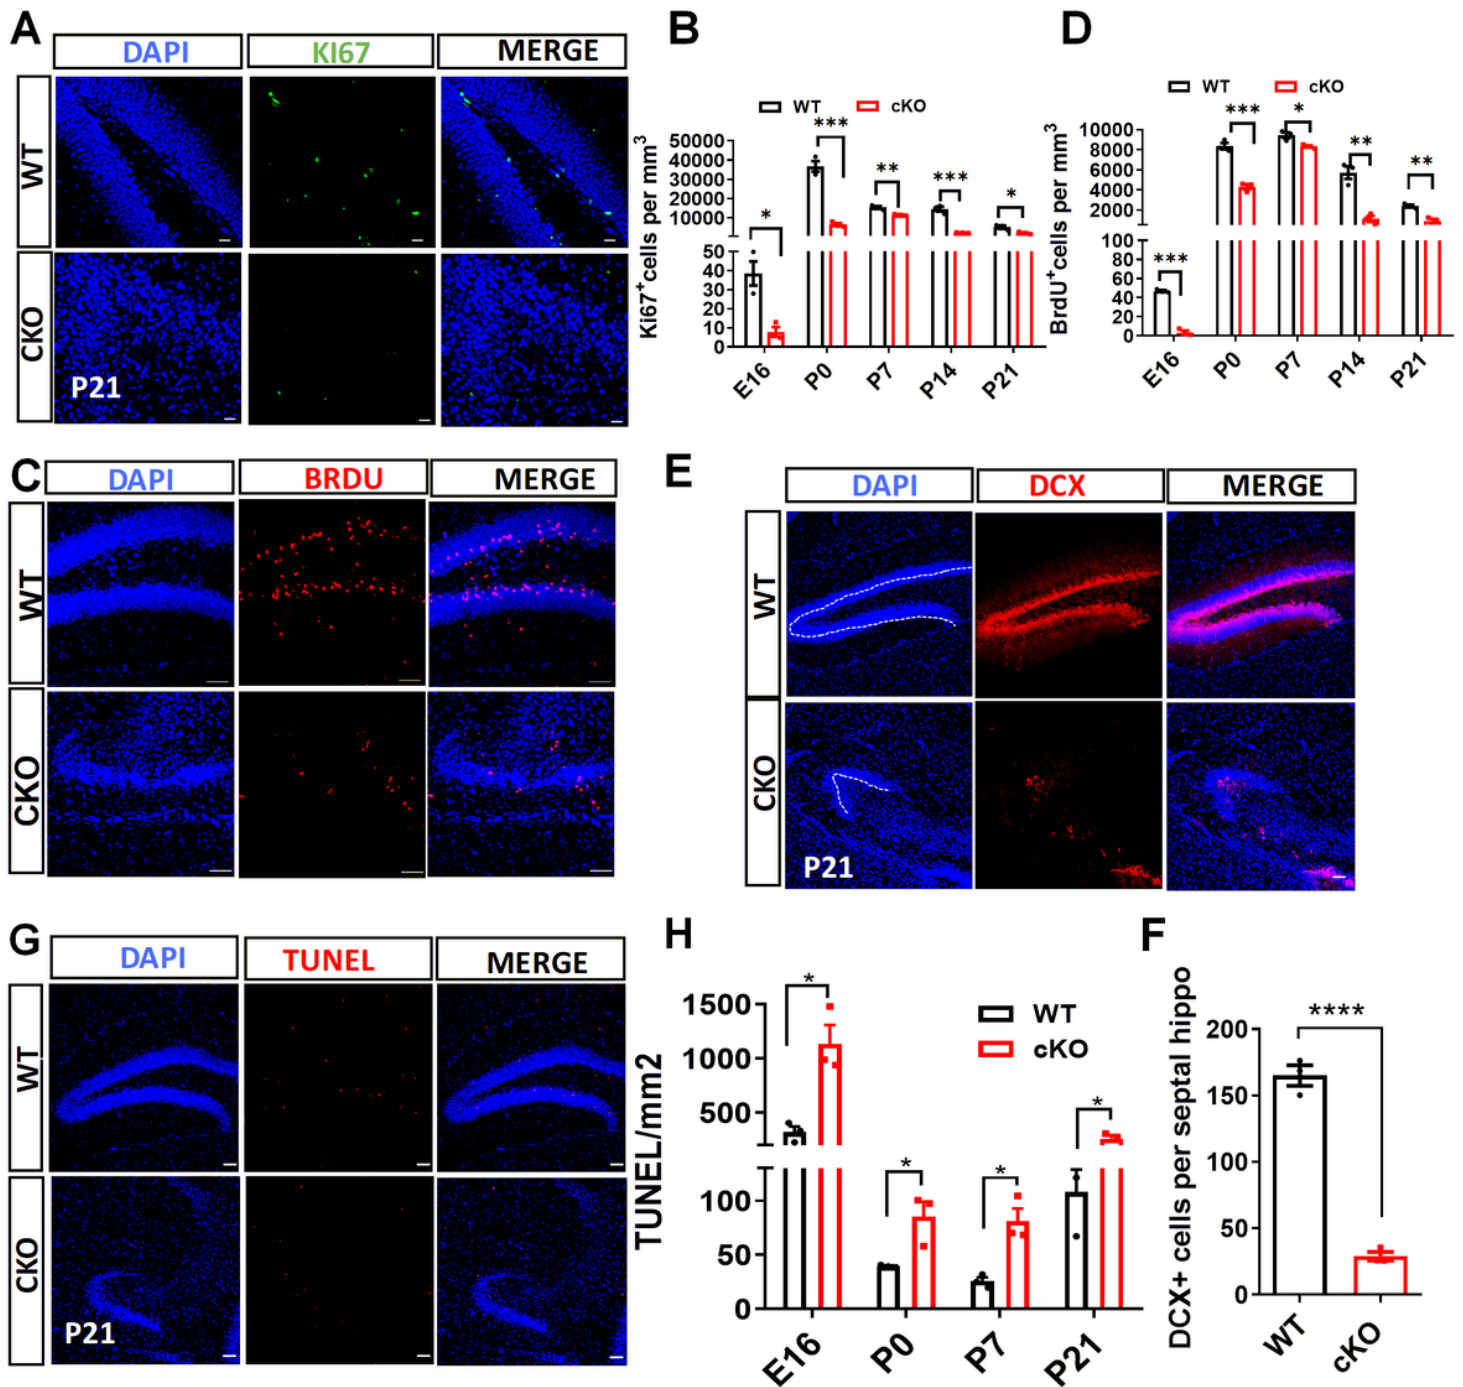 A
DAPI KI67 MERGE
WT
CKO
P21
B
WT cKO
Ki67+cells per mm3
50000
40000
30000
20000
10000
50
40
30
20
10
0
* *** ** *** *
E16 P0 P7 P14 P21
D
WT cKO
BrdU+cells per mm3
10000
8000
6000
4000
2000
100
80
60
40
20
0
*** *** * ** **
E16 P0 P7 P14 P21
C
DAPI BRDU MERGE
WT
CKO
E
DAPI DCX MERGE
WT
CKO
P21
G
DAPI TUNEL MERGE
WT
CKO
P21
H
WT
cKO
TUNEL/mm2
1500
1000
500
100
50
0
* * * *
E16 P0 P7 P21
F
DCX+ cells per septal hippo
200
150
100
50
0
****
WT cKO